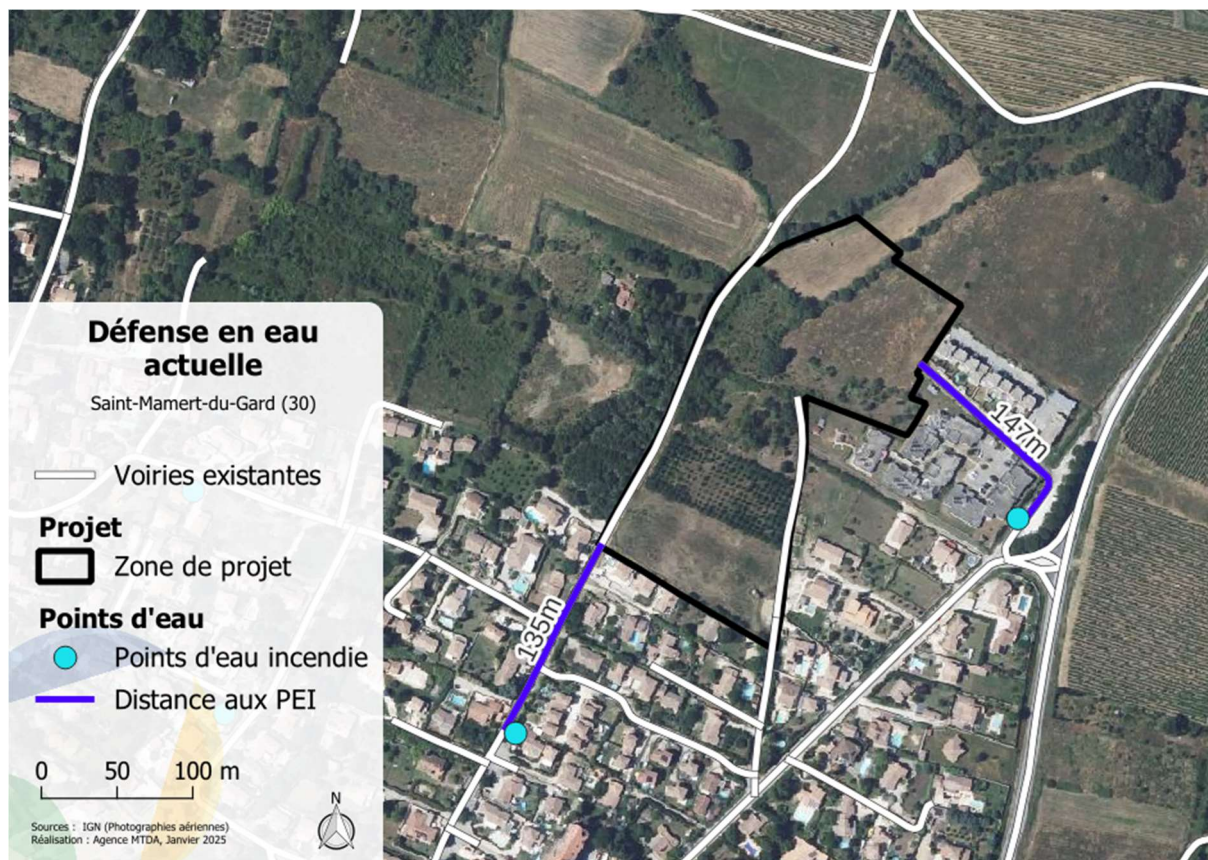 Défense en eau
actuelle
Saint-Mamert-du-Gard (30)
Voiries existantes
Projet
Zone de projet
Points d'eau
Points d'eau incendie
Distance aux PEI
0 50 100 m
N
Sources : IGN (Photographies aériennes)
Réalisation : Agence MTDA, Janvier 2025
147m
135m